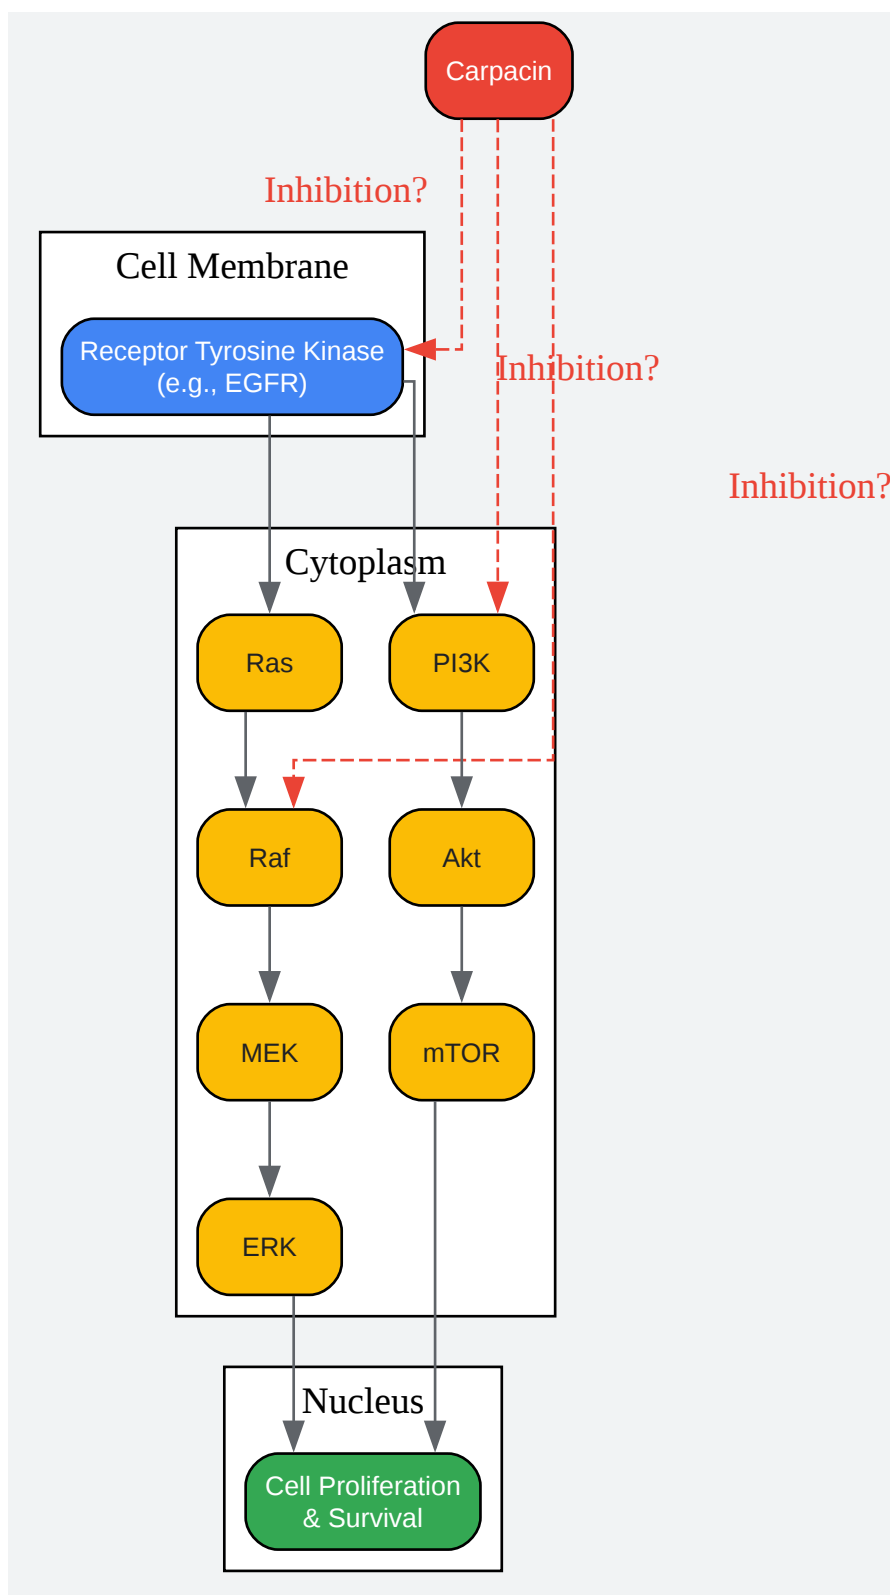 Carpacin
Inhibition?
Cell Membrane
Receptor Tyrosine Kinase
(e.g., EGFR)
Inhibition?
Inhibition?
Cytoplasm
Ras
PI3K
Raf
Akt
MEK
mTOR
ERK
Nucleus
Cell Proliferation
& Survival